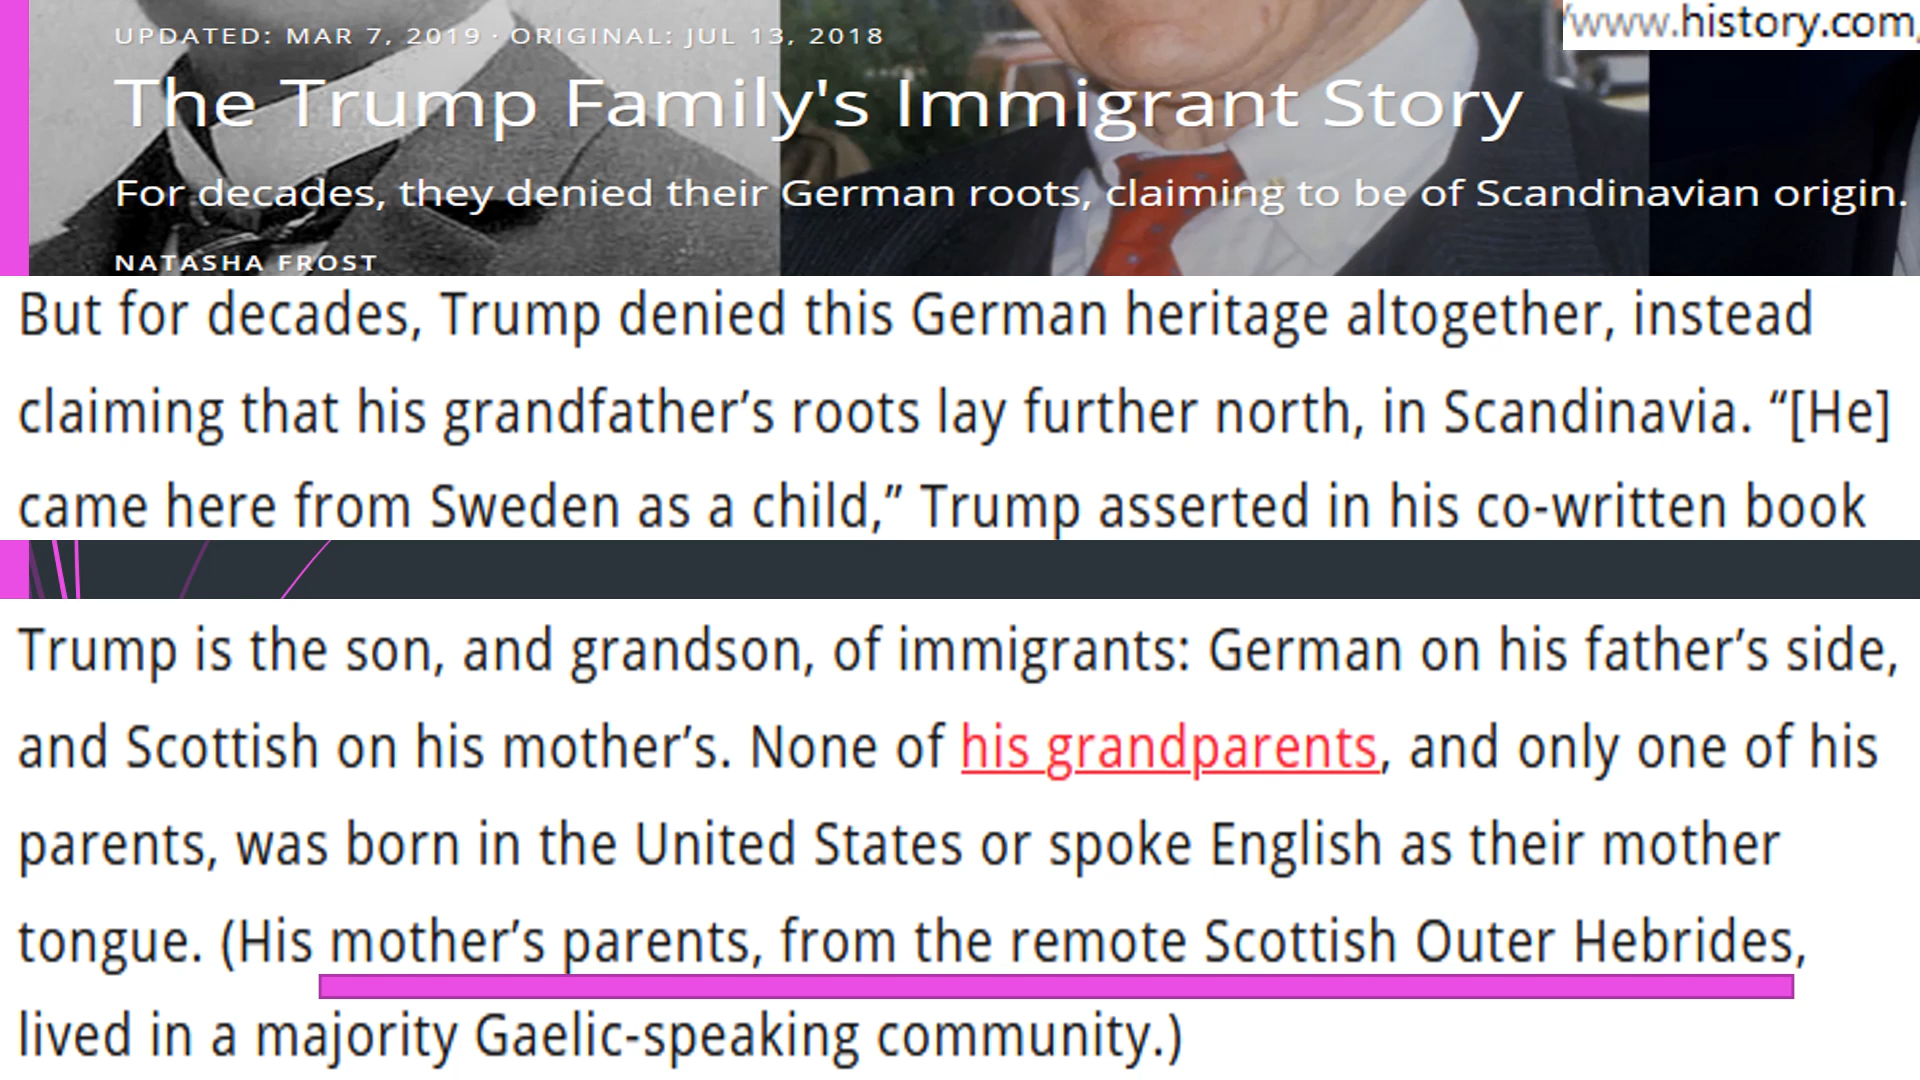 /www.history.com/
UPDATED: MAR 7, 2019 · ORIGINAL: JUL 13, 2018
The Trump Family's Immigrant Story
For decades, they denied their German roots, claiming to be of Scandinavian origin.
NATASHA FROST
But for decades, Trump denied this German heritage altogether, instead
claiming that his grandfather’s roots lay further north, in Scandinavia. “[He]
came here from Sweden as a child,” Trump asserted in his co-written book
Trump is the son, and grandson, of immigrants: German on his father’s side,
and Scottish on his mother’s. None of his grandparents, and only one of his
parents, was born in the United States or spoke English as their mother
tongue. (His mother’s parents, from the remote Scottish Outer Hebrides,
lived in a majority Gaelic-speaking community.)